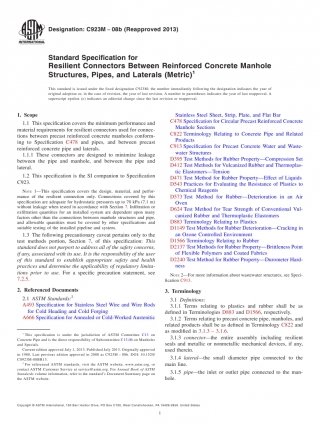 Designation: C923M – 08b (Reapproved 2013)
INTERNATIONAL
Standard Specification for
Resilient Connectors Between Reinforced Concrete Manhole
Structures, Pipes, and Laterals (Metric)1
This standard is issued under the fixed designation C923M; the number immediately following the designation indicates the year of
original adoption or, in the case of revision, the year of last revision. A number in parentheses indicates the year of last reapproval. A
superscript epsilon (ε) indicates an editorial change since the last revision or reapproval.
1. Scope
1.1 This specification covers the minimum performance and
material requirements for resilient connectors used for connec-
tions between precast reinforced concrete manholes conform-
ing to Specification C478 and pipes, and between precast
reinforced concrete pipe and laterals.
1.1.1 These connectors are designed to minimize leakage
between the pipe and manhole, and between the pipe and
lateral.
1.2 This specification is the SI companion to Specification
C923.
NOTE 1—This specification covers the design, material, and perfor-
mance of the resilient connection only. Connections covered by this
specification are adequate for hydrostatic pressures up to 70 kPa (7.1 m)
without leakage when tested in accordance with Section 7. Infiltration or
exfiltration quantities for an installed system are dependent upon many
factors other than the connections between manhole structures and pipe,
and allowable quantities must be covered by other specifications and
suitable testing of the installed pipeline and system.
1.3 The following precautionary caveat pertains only to the
test methods portion, Section 7, of this specification: This
standard does not purport to address all of the safety concerns,
if any, associated with its use. It is the responsibility of the user
of this standard to establish appropriate safety and health
practices and determine the applicability of regulatory limita-
tions prior to use. For a specific precaution statement, see
7.2.5.
2. Referenced Documents
2.1 ASTM Standards:2
A493 Specification for Stainless Steel Wire and Wire Rods
for Cold Heading and Cold Forging
A666 Specification for Annealed or Cold-Worked Austenitic
1 This specification is under the jurisdiction of ASTM Committee C13 on
Concrete Pipe and is the direct responsibility of Subcommittee C13.06 on Manholes
and Specials.
Current edition approved July 1, 2013. Published July 2013. Originally approved
2 For referenced ASTM standards, visit the ASTM website, www.astm.org, or
contact ASTM Customer Service at service@astm.org. For Annual Book of ASTM
Standards volume information, refer to the standard's Document Summary page on
the ASTM website.
Stainless Steel Sheet, Strip, Plate, and Flat Bar
C478 Specification for Circular Precast Reinforced Concrete
Manhole Sections
C822 Terminology Relating to Concrete Pipe and Related
Products
C913 Specification for Precast Concrete Water and Waste-
water Structures
D395 Test Methods for Rubber Property—Compression Set
D412 Test Methods for Vulcanized Rubber and Thermoplas-
tic Elastomers—Tension
D471 Test Method for Rubber Property—Effect of Liquids
D543 Practices for Evaluating the Resistance of Plastics to
Chemical Reagents
D573 Test Method for Rubber—Deterioration in an Air
Oven
D624 Test Method for Tear Strength of Conventional Vul-
canized Rubber and Thermoplastic Elastomers
D883 Terminology Relating to Plastics
D1149 Test Methods for Rubber Deterioration—Cracking in
an Ozone Controlled Environment
D1566 Terminology Relating to Rubber
D2137 Test Methods for Rubber Property—Brittleness Point
of Flexible Polymers and Coated Fabrics
D2240 Test Method for Rubber Property—Durometer Hard-
ness
NOTE 2—For more information about wastewater structures, see Speci-
fication C913.
3. Terminology
3.1 Definitions:
3.1.1 Terms relating to plastics and rubber shall be as
defined in Terminologies D883 and D1566, respectively.
3.1.2 Terms relating to precast concrete pipe, manholes, and
related products shall be as defined in Terminology C822 and
as modified in 3.1.3 – 3.1.6.
3.1.3 connector—the entire assembly including resilient
seals and metallic or nonmetallic mechanical devices, if any,
used therein.
3.1.4 lateral—the small diameter pipe connected to the
main line.
3.1.5 pipe—the inlet or outlet pipe connected to the man-
hole.
1